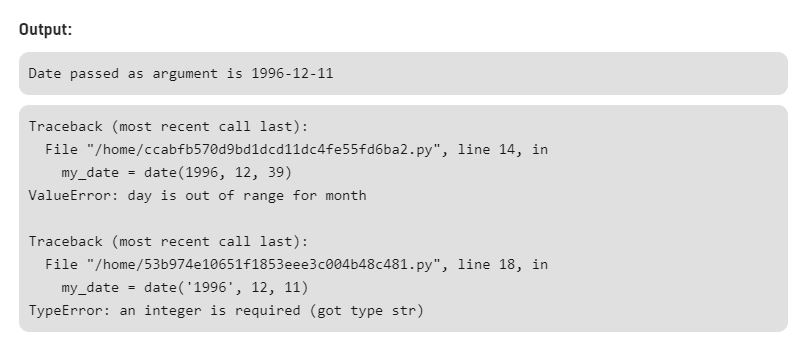 Output:
Date passed as argument is 1996-12-11
Traceback (most recent call last):
  File "/home/ccabfb570d9bd1dcd11dc4fe55fd6ba2.py", line 14, in
    my_date = date(1996, 12, 39)
ValueError: day is out of range for month

Traceback (most recent call last):
  File "/home/53b974e10651f1853eee3c004b48c481.py", line 18, in
    my_date = date('1996', 12, 11)
TypeError: an integer is required (got type str)